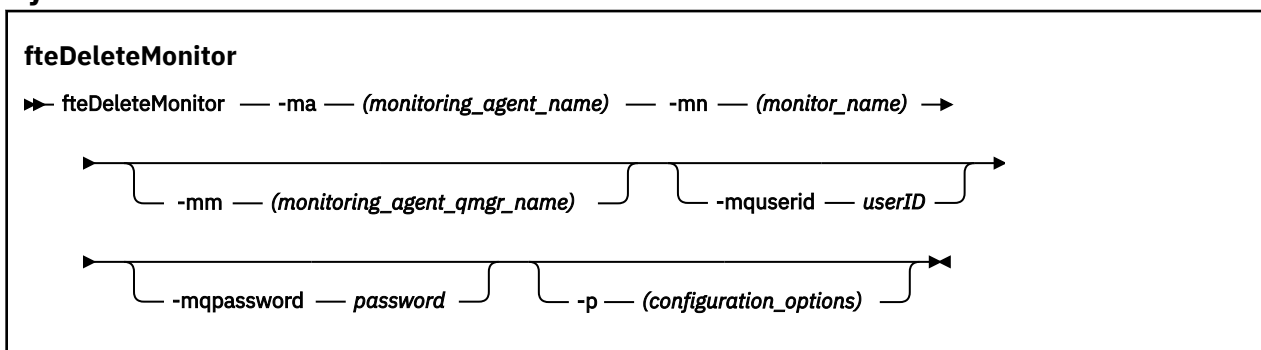 fteDeleteMonitor
fteDeleteMonitor -ma (monitoring_agent_name) -mn (monitor_name)
-mm (monitoring_agent_qmgr_name) -mquserid userID
-mqpassword password -p (configuration_options)